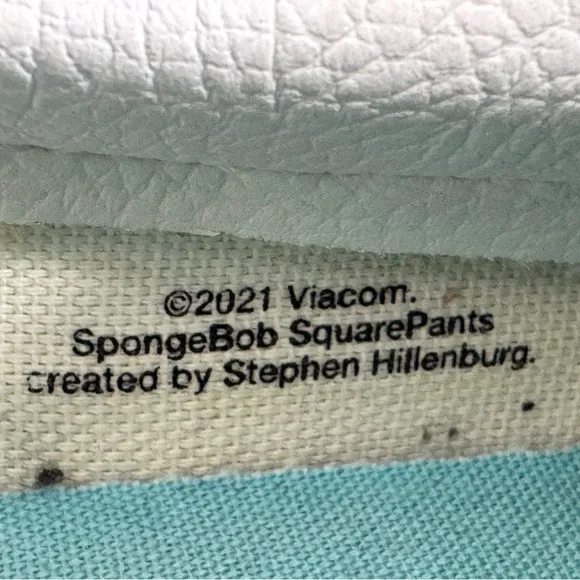 ©2021 Viacom.
SpongeBob SquarePants
created by Stephen Hillenburg.